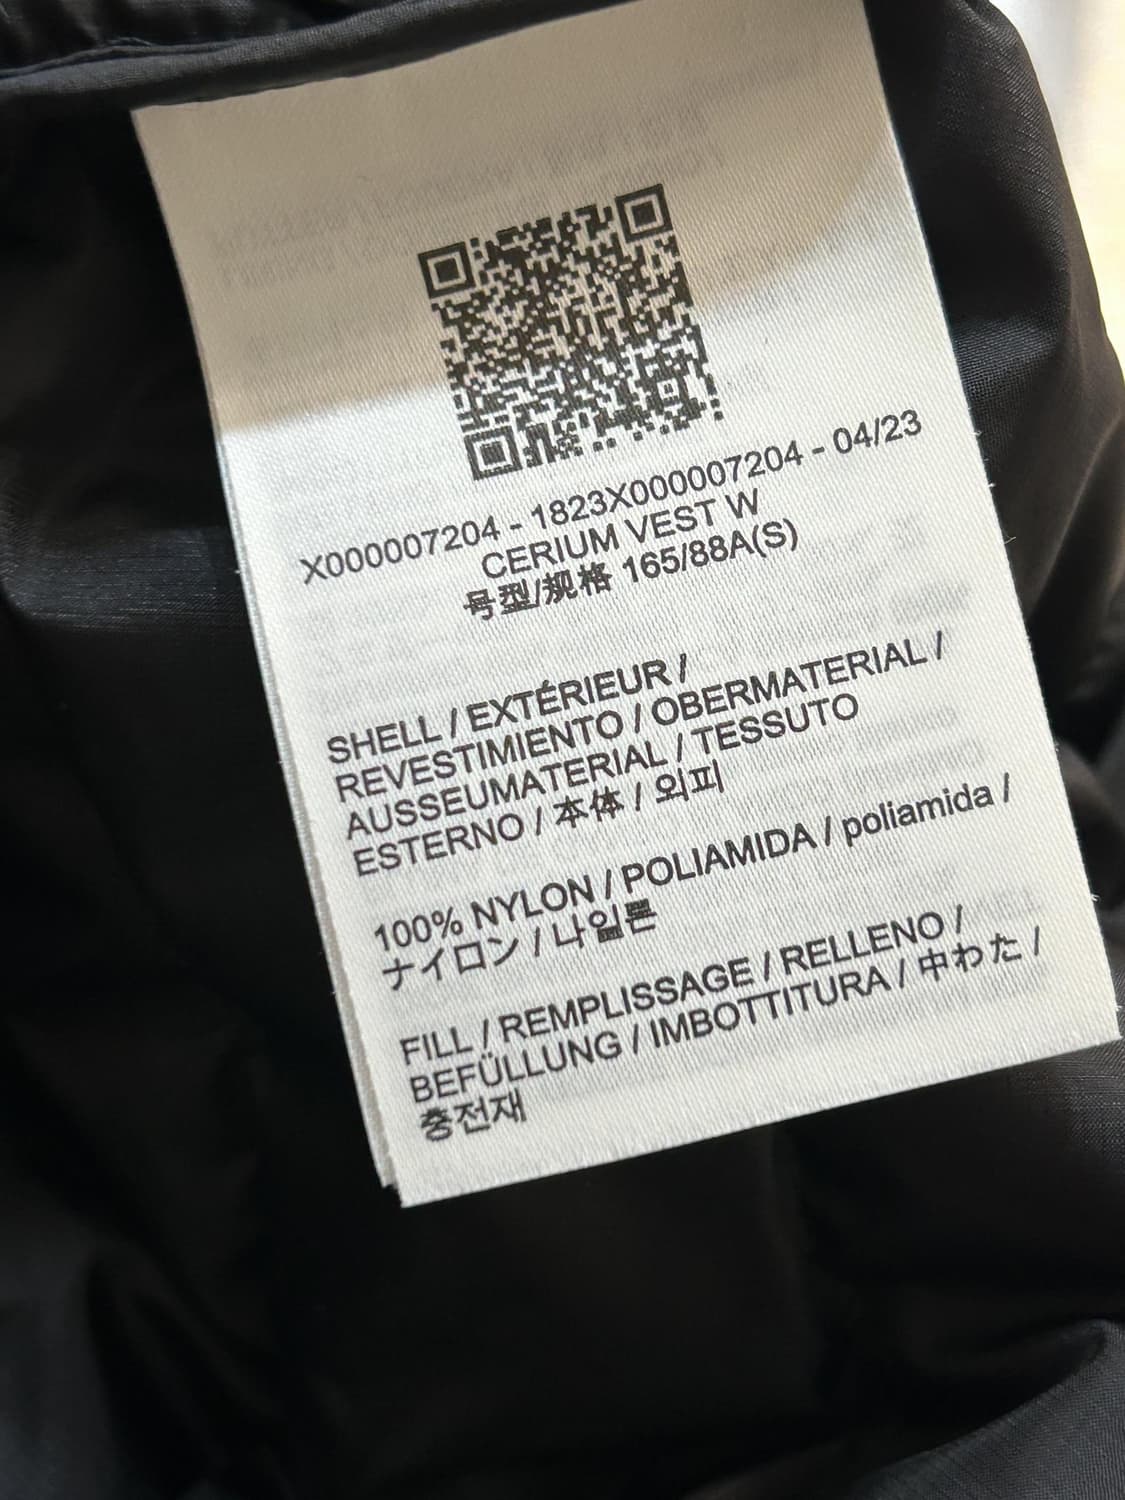 X000007204 - 1823X000007204 - 04/23
CERIUM VEST W
号型/规格 165/88A(S)
SHELL / EXTÉRIEUR /
REVESTIMIENTO / OBERMATERIAL /
AUSSEUMATERIAL / TESSUTO
ESTERNO / 本体 / 외피
100% NYLON / POLIAMIDA / poliamida /
ナイロン / 나일론
FILL / REMPLISSAGE / RELLENO /
BEFÜLLUNG / IMBOTTITURA / 中わた /
충전재